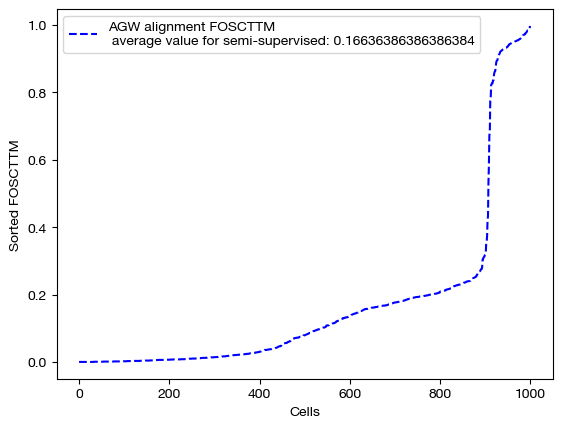 AGW alignment FOSCTTM
average value for semi-supervised: 0.16636386386386384
1.0
0.8
0.6
0.4
0.2
0.0
Sorted FOSCTTM
0 200 400 600 800 1000
Cells